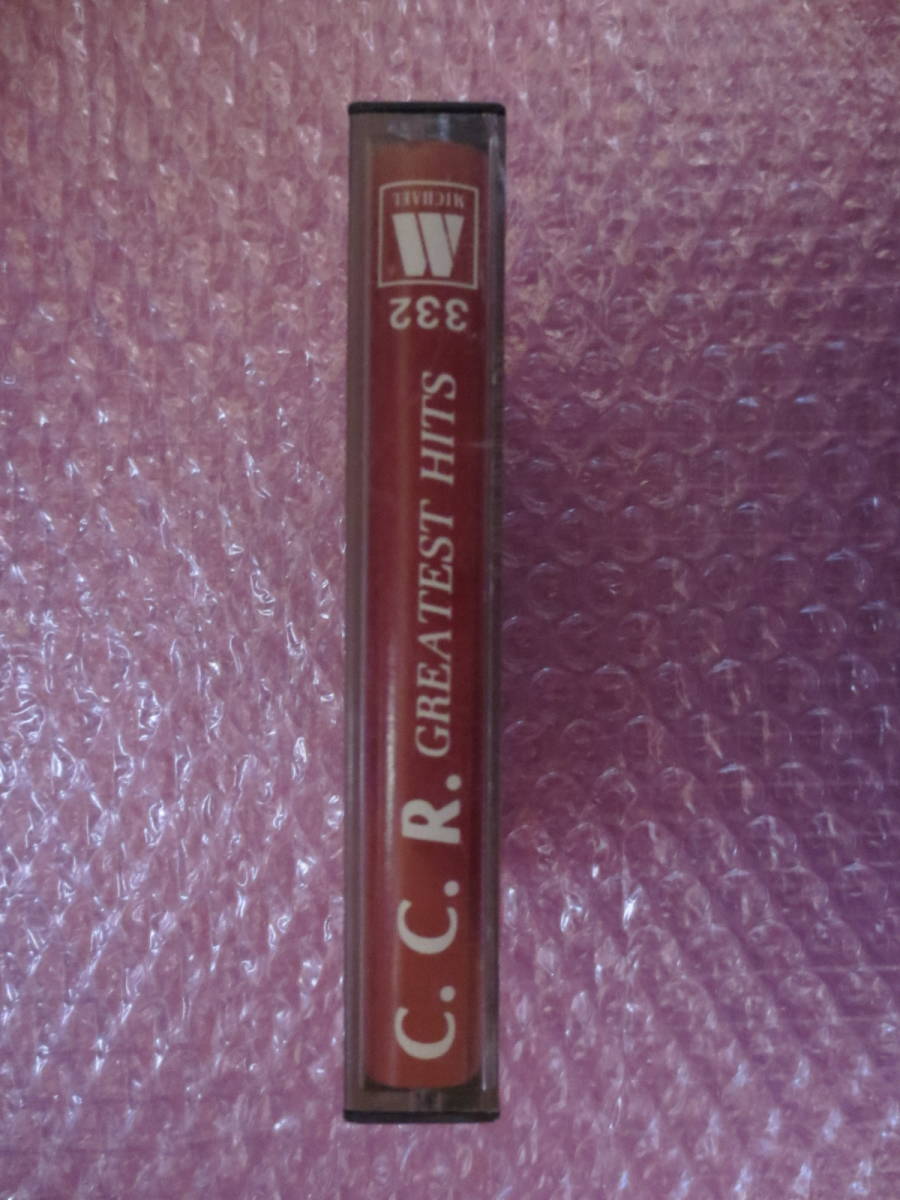 C. C. R. GREATEST HITS
332
MICHAEL